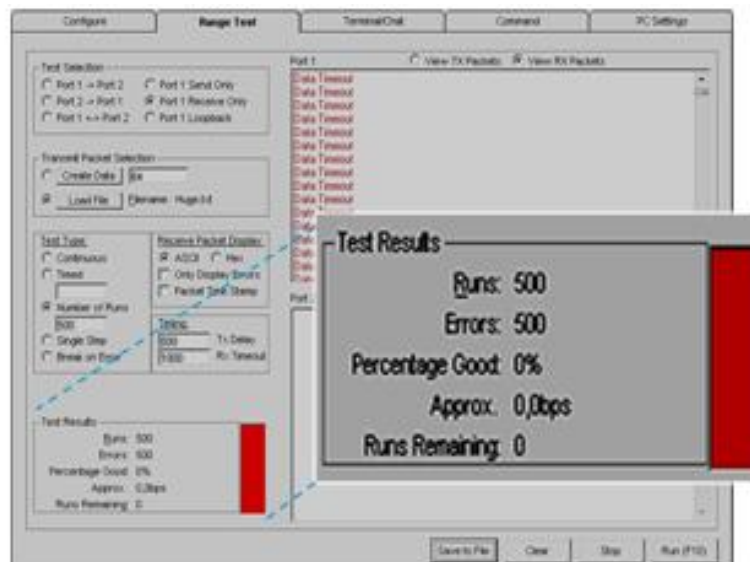 Configure
Range Test
Terminal/Chat
Command
PC Settings
Test Selection
Port 1 -> Port 2
Port 1 Send Only
Port 2 -> Port 1
Port 1 Receive Only
Port 1 <-> Port 2
Port 1 Loopback
Transmit Packet Selection
Create Data
Load File
Filename: Huge.txt
Test Type:
Continuous
Timed
Number of Runs
500
Single Step
Break on Error
Receive Packet Display:
ASCII
Hex
Only Display Errors
Packet Time Stamp
Timing:
Tx Delay
1000
Rx Timeout
Test Results
Runs: 500
Errors: 500
Percentage Good: 0%
Approx. 0,0bps
Runs Remaining: 0
Port 1
View TX Packets
View RX Packets
Data Timeout
Data Timeout
Data Timeout
Data Timeout
Data Timeout
Data Timeout
Data Timeout
Data Timeout
Data Timeout
Data Timeout
Data Timeout
Port
Test Results
Runs: 500
Errors: 500
Percentage Good: 0%
Approx. 0,0bps
Runs Remaining: 0
Save to File
Clear
Stop
Run (F10)